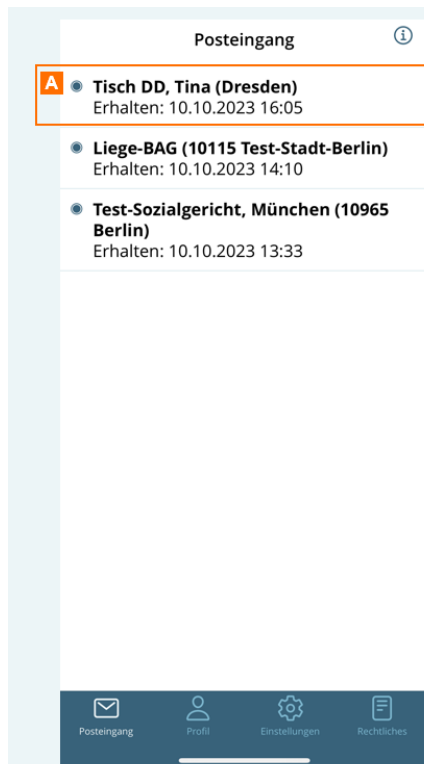 Posteingang
A
Tisch DD, Tina (Dresden)
Erhalten: 10.10.2023 16:05
Liege-BAG (10115 Test-Stadt-Berlin)
Erhalten: 10.10.2023 14:10
Test-Sozialgericht, München (10965
Berlin)
Erhalten: 10.10.2023 13:33
Posteingang
Profil
Einstellungen
Rechtliches